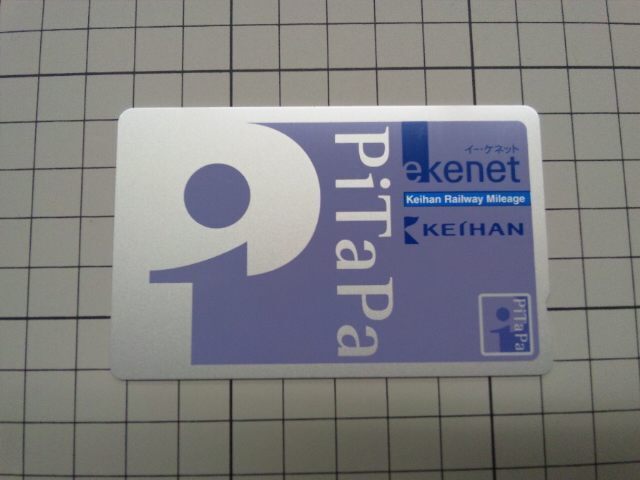 PiTaPa
イー・ケネット
ekenet
Keihan Railway Mileage
KEIHAN
PiTaPa